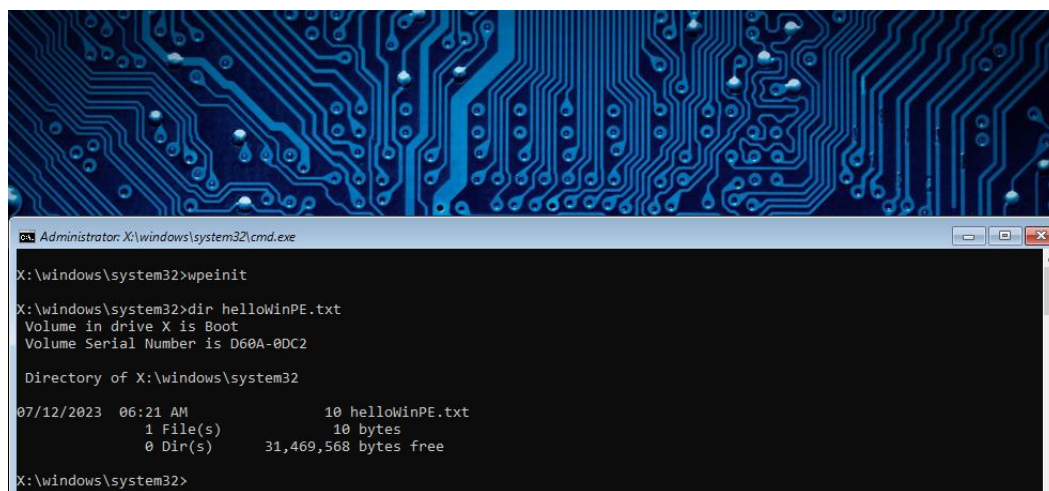 Administrator: X:\windows\system32\cmd.exe
X:\windows\system32>wpeinit
X:\windows\system32>dir helloWinPE.txt
Volume in drive X is Boot
Volume Serial Number is D60A-0DC2
Directory of X:\windows\system32
07/12/2023  06:21 AM                10 helloWinPE.txt
1 File(s)             10 bytes
0 Dir(s)      31,469,568 bytes free
X:\windows\system32>